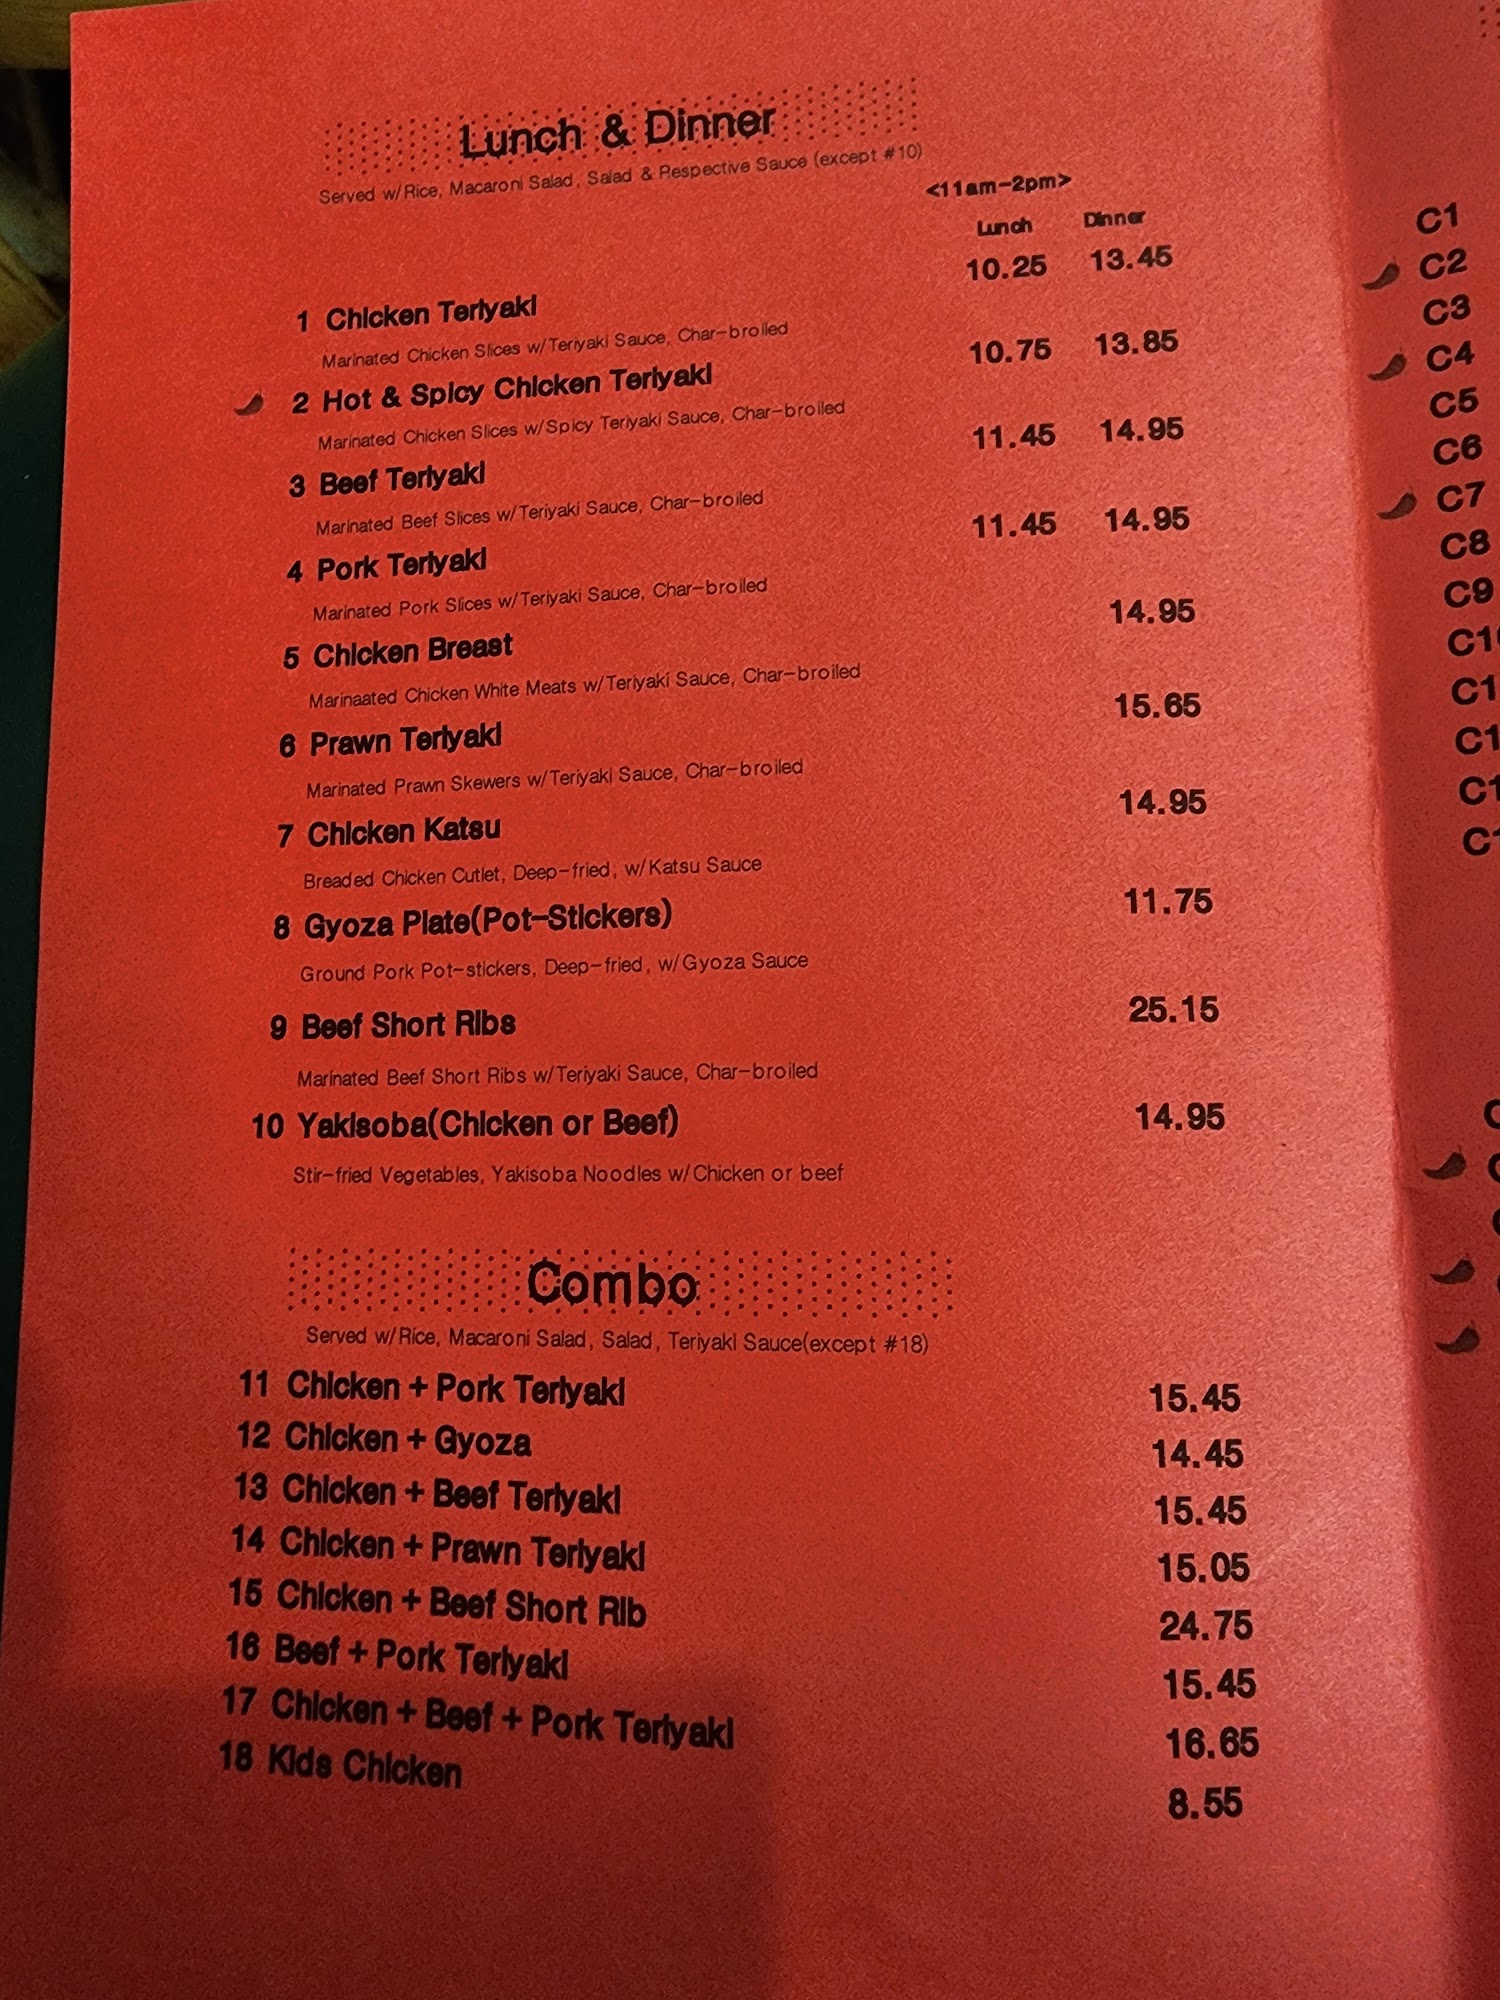 Lunch & Dinner
Served w/Rice, Macaroni Salad, Salad & Respective Sauce (except #10)
<11am-2pm>
Lunch Dinner
1 Chicken Teriyaki 10.25 13.45
Marinated Chicken Slices w/Teriyaki Sauce, Char-broiled
2 Hot & Spicy Chicken Teriyaki 10.75 13.85
Marinated Chicken Slices w/Spicy Teriyaki Sauce, Char-broiled
3 Beef Teriyaki 11.45 14.95
Marinated Beef Slices w/Teriyaki Sauce, Char-broiled
4 Pork Teriyaki 11.45 14.95
Marinated Pork Slices w/Teriyaki Sauce, Char-broiled
5 Chicken Breast 14.95
Marinaated Chicken White Meats w/Teriyaki Sauce, Char-broiled
6 Prawn Teriyaki 15.65
Marinated Prawn Skewers w/Teriyaki Sauce, Char-broiled
7 Chicken Katsu 14.95
Breaded Chicken Cutlet, Deep-fried, w/Katsu Sauce
8 Gyoza Plate(Pot-Stickers) 11.75
Ground Pork Pot-stickers, Deep-fried, w/Gyoza Sauce
9 Beef Short Ribs 25.15
Marinated Beef Short Ribs w/Teriyaki Sauce, Char-broiled
10 Yakisoba(Chicken or Beef) 14.95
Stir-fried Vegetables, Yakisoba Noodles w/Chicken or beef
Combo
Served w/Rice, Macaroni Salad, Salad, Teriyaki Sauce(except #18)
11 Chicken + Pork Teriyaki 15.45
12 Chicken + Gyoza 14.45
13 Chicken + Beef Teriyaki 15.45
14 Chicken + Prawn Teriyaki 15.05
15 Chicken + Beef Short Rib 24.75
16 Beef + Pork Teriyaki 15.45
17 Chicken + Beef + Pork Teriyaki 16.65
18 Kids Chicken 8.55
C1
C2
C3
C4
C5
C6
C7
C8
C9